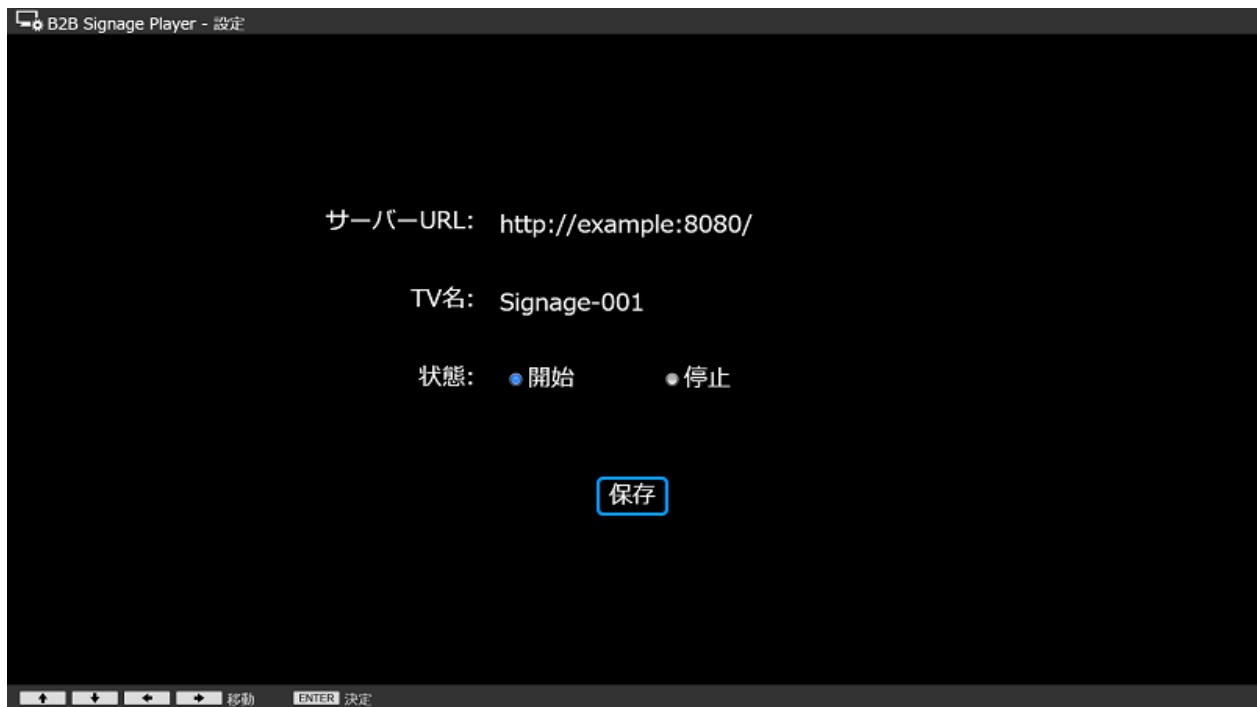 B2B Signage Player - 設定
サーバーURL: http://example:8080/
TV名: Signage-001
状態: 開始 停止
保存
移動 ENTER 決定